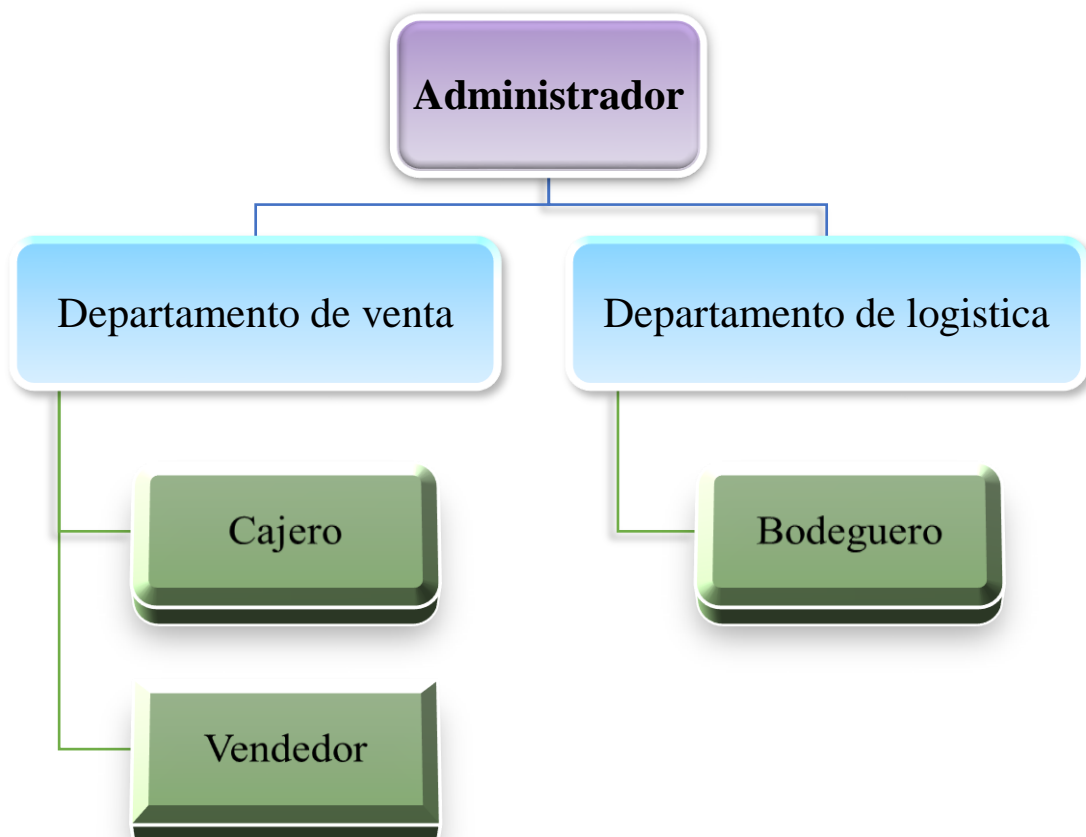 Administrador
Departamento de venta
Departamento de logistica
Cajero
Bodeguero
Vendedor